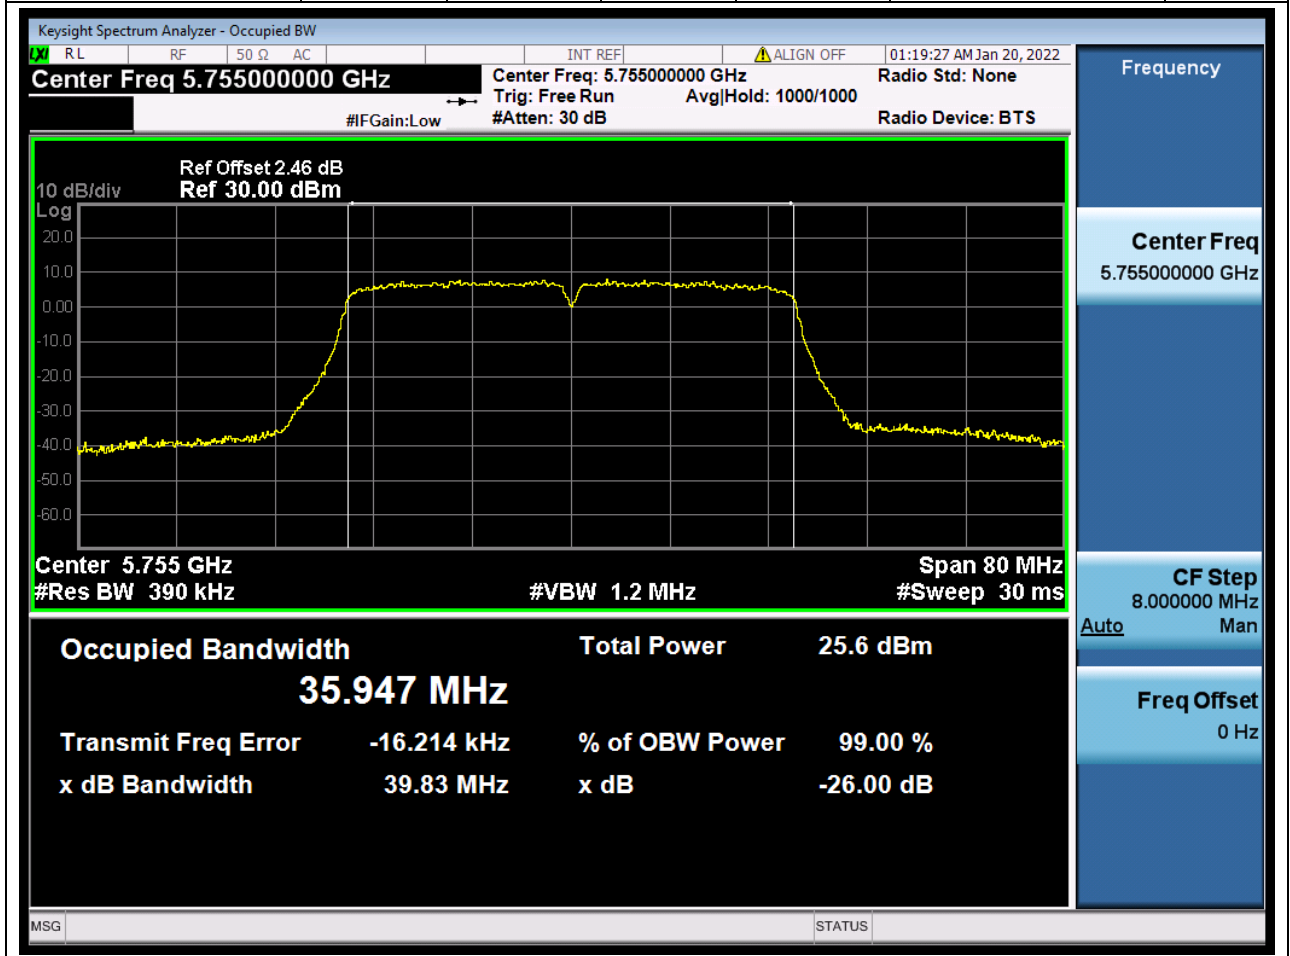 Keysight Spectrum Analyzer - Occupied BW
LXI RL RF 50 Ω AC INT REF ALIGN OFF 01:19:27 AM Jan 20, 2022
Center Freq 5.755000000 GHz
Center Freq: 5.755000000 GHz
Radio Std: None
Trig: Free Run Avg|Hold: 1000/1000
#IFGain:Low
#Atten: 30 dB
Radio Device: BTS
Ref Offset 2.46 dB
10 dB/div Ref 30.00 dBm
Log
20.0
10.0
0.00
-10.0
-20.0
-30.0
-40.0
-50.0
-60.0
Center 5.755 GHz Span 80 MHz
#Res BW 390 kHz #VBW 1.2 MHz #Sweep 30 ms
Occupied Bandwidth Total Power 25.6 dBm
35.947 MHz
Transmit Freq Error -16.214 kHz % of OBW Power 99.00 %
x dB Bandwidth 39.83 MHz x dB -26.00 dB
Frequency
Center Freq
5.755000000 GHz
CF Step
8.000000 MHz
Auto Man
Freq Offset
0 Hz
MSG STATUS